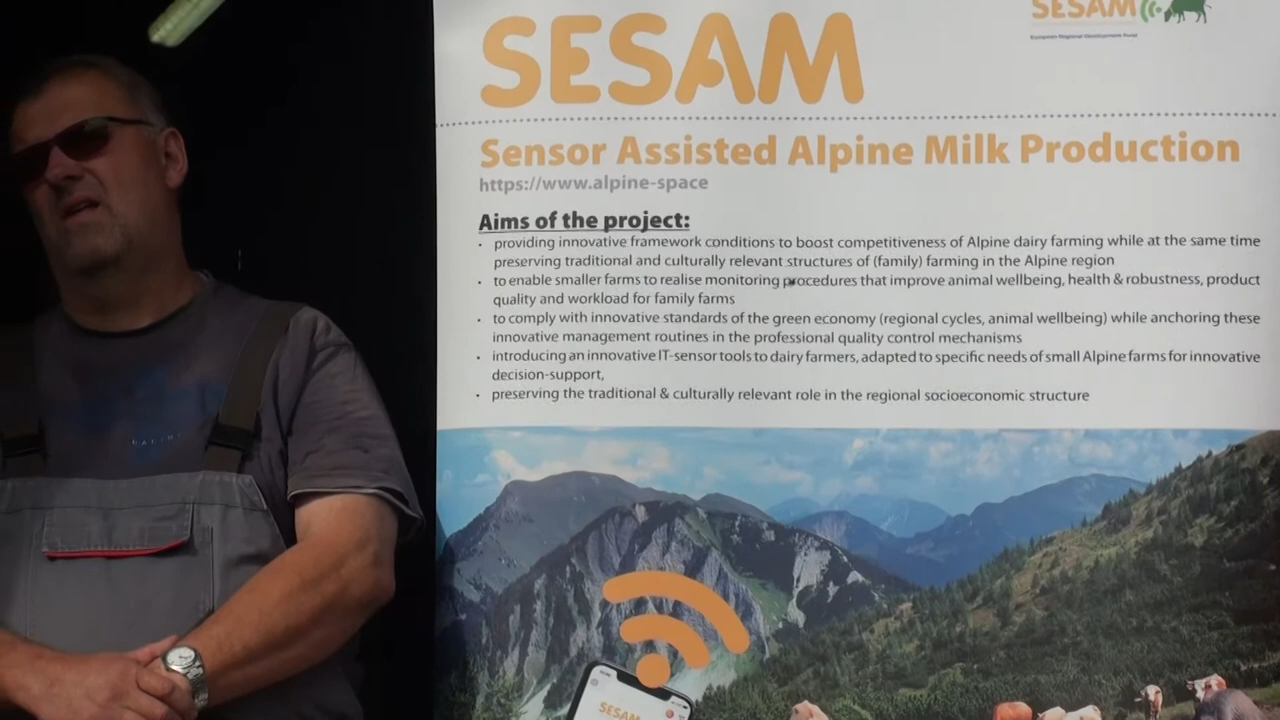 SESAM
SESAM
European Regional Development Fund
Sensor Assisted Alpine Milk Production
https://www.alpine-space
Aims of the project:
· providing innovative framework conditions to boost competitiveness of Alpine dairy farming while at the same time
preserving traditional and culturally relevant structures of (family) farming in the Alpine region
· to enable smaller farms to realise monitoring procedures that improve animal wellbeing, health & robustness, product
quality and workload for family farms
· to comply with innovative standards of the green economy (regional cycles, animal wellbeing) while anchoring these
innovative management routines in the professional quality control mechanisms
· introducing an innovative IT-sensor tools to dairy farmers, adapted to specific needs of small Alpine farms for innovative
decision-support,
· preserving the traditional & culturally relevant role in the regional socioeconomic structure
SESAM